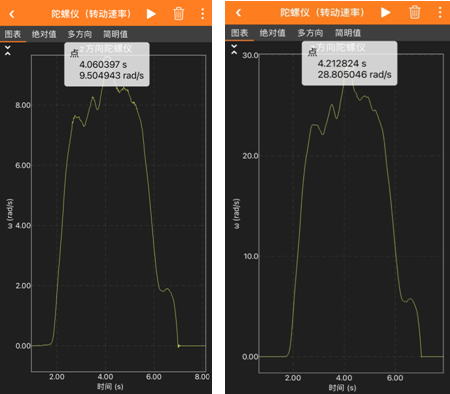 陀螺仪（转动速率）
图表 绝对值 多方向 简明值
z方向陀螺仪
点
4.060397 s
9.504943 rad/s
8.00
6.00
4.00
2.00
0.00
ω (rad/s)
2.00 4.00 6.00 8.00
时间 (s)
陀螺仪（转动速率）
图表 绝对值 多方向 简明值
方向陀螺仪
点
4.212824 s
28.805046 rad/s
30.0
20.0
10.0
0.00
ω (rad/s)
2.00 4.00 6.00
时间 (s)